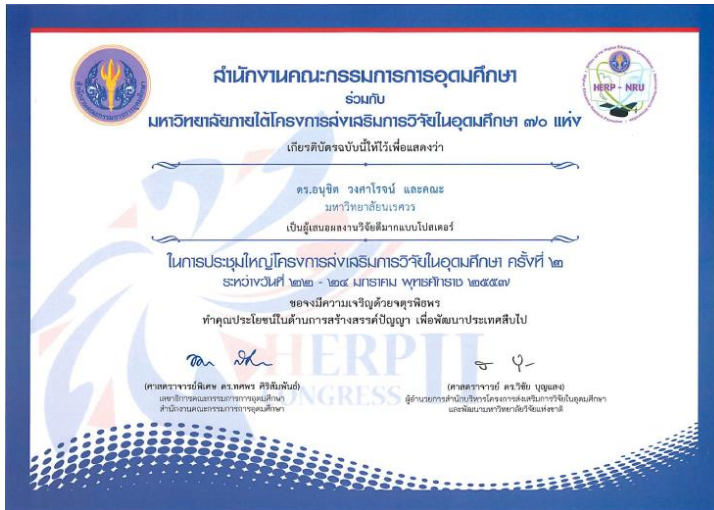 สำนักงานคณะกรรมการการอุดมศึกษา
ร่วมกับ
มหาวิทยาลัยภายใต้โครงการส่งเสริมการวิจัยในอุดมศึกษา ๗๐ แห่ง
HERP - NRU
เกียรติบัตรฉบับนี้ให้ไว้เพื่อแสดงว่า
ดร.อนุชิต วงศาโรจน์ และคณะ
มหาวิทยาลัยนเรศวร
เป็นผู้เสนอผลงานวิจัยดีมากแบบโปสเตอร์
ในการประชุมใหญ่โครงการส่งเสริมการวิจัยในอุดมศึกษา ครั้งที่ ๒
ระหว่างวันที่ ๒๒ - ๒๔ มกราคม พุทธศักราช ๒๕๕๗
ขอจงมีความเจริญด้วยจตุรพิธพร
ทำคุณประโยชน์ในด้านการสร้างสรรค์ปัญญา เพื่อพัฒนาประเทศสืบไป
HERP II
CONGRESS
(ศาสตราจารย์พิเศษ ดร.ทศพร ศิริสัมพันธ์)
เลขาธิการคณะกรรมการการอุดมศึกษา
สำนักงานคณะกรรมการการอุดมศึกษา
(ศาสตราจารย์ ดร.วิชัย บุญแสง)
ผู้อำนวยการสำนักบริหารโครงการส่งเสริมการวิจัยในอุดมศึกษา
และพัฒนามหาวิทยาลัยวิจัยแห่งชาติ